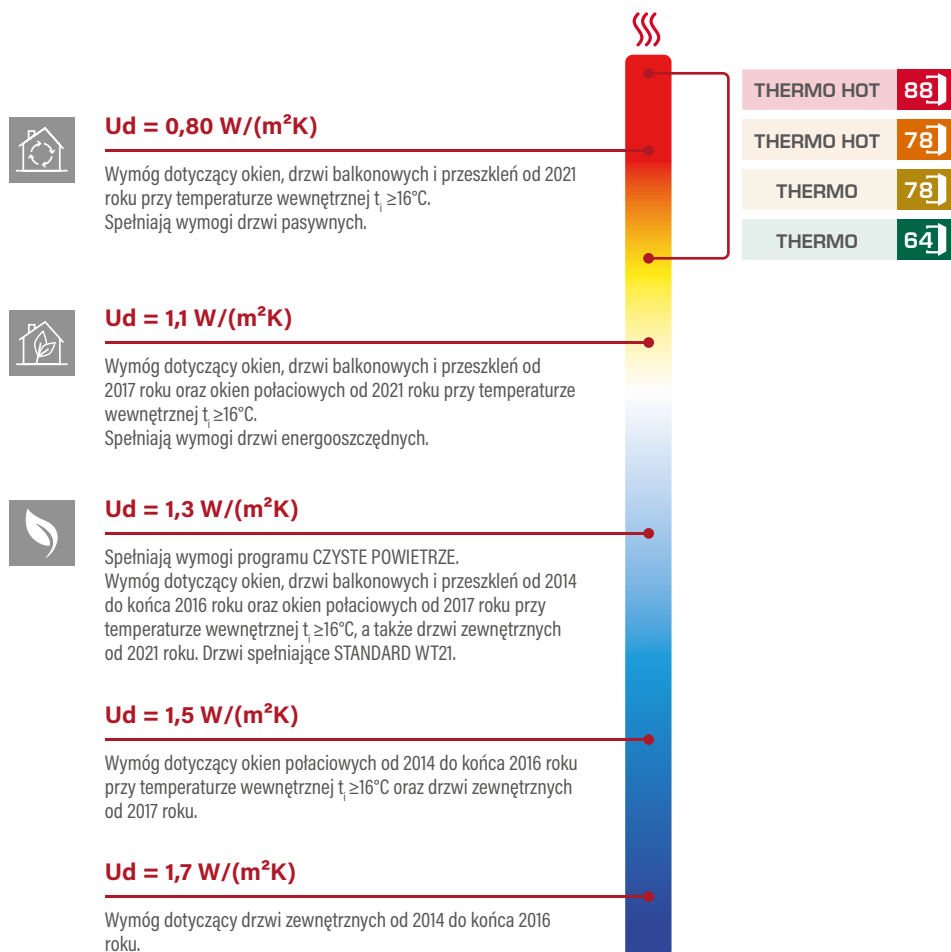 THERMO HOT 88
THERMO HOT 78
THERMO 78
THERMO 64
Ud = 0,80 W/(m²K)
Wymóg dotyczący okien, drzwi balkonowych i przeszkleń od 2021
roku przy temperaturze wewnętrznej tᵢ ≥16°C.
Spełniają wymogi drzwi pasywnych.
Ud = 1,1 W/(m²K)
Wymóg dotyczący okien, drzwi balkonowych i przeszkleń od
2017 roku oraz okien połaciowych od 2021 roku przy temperaturze
wewnętrznej tᵢ ≥16°C.
Spełniają wymogi drzwi energooszczędnych.
Ud = 1,3 W/(m²K)
Spełniają wymogi programu CZYSTE POWIETRZE.
Wymóg dotyczący okien, drzwi balkonowych i przeszkleń od 2014
do końca 2016 roku oraz okien połaciowych od 2017 roku przy
temperaturze wewnętrznej tᵢ ≥16°C, a także drzwi zewnętrznych
od 2021 roku. Drzwi spełniające STANDARD WT21.
Ud = 1,5 W/(m²K)
Wymóg dotyczący okien połaciowych od 2014 do końca 2016 roku
przy temperaturze wewnętrznej tᵢ ≥16°C oraz drzwi zewnętrznych
od 2017 roku.
Ud = 1,7 W/(m²K)
Wymóg dotyczący drzwi zewnętrznych od 2014 do końca 2016
roku.